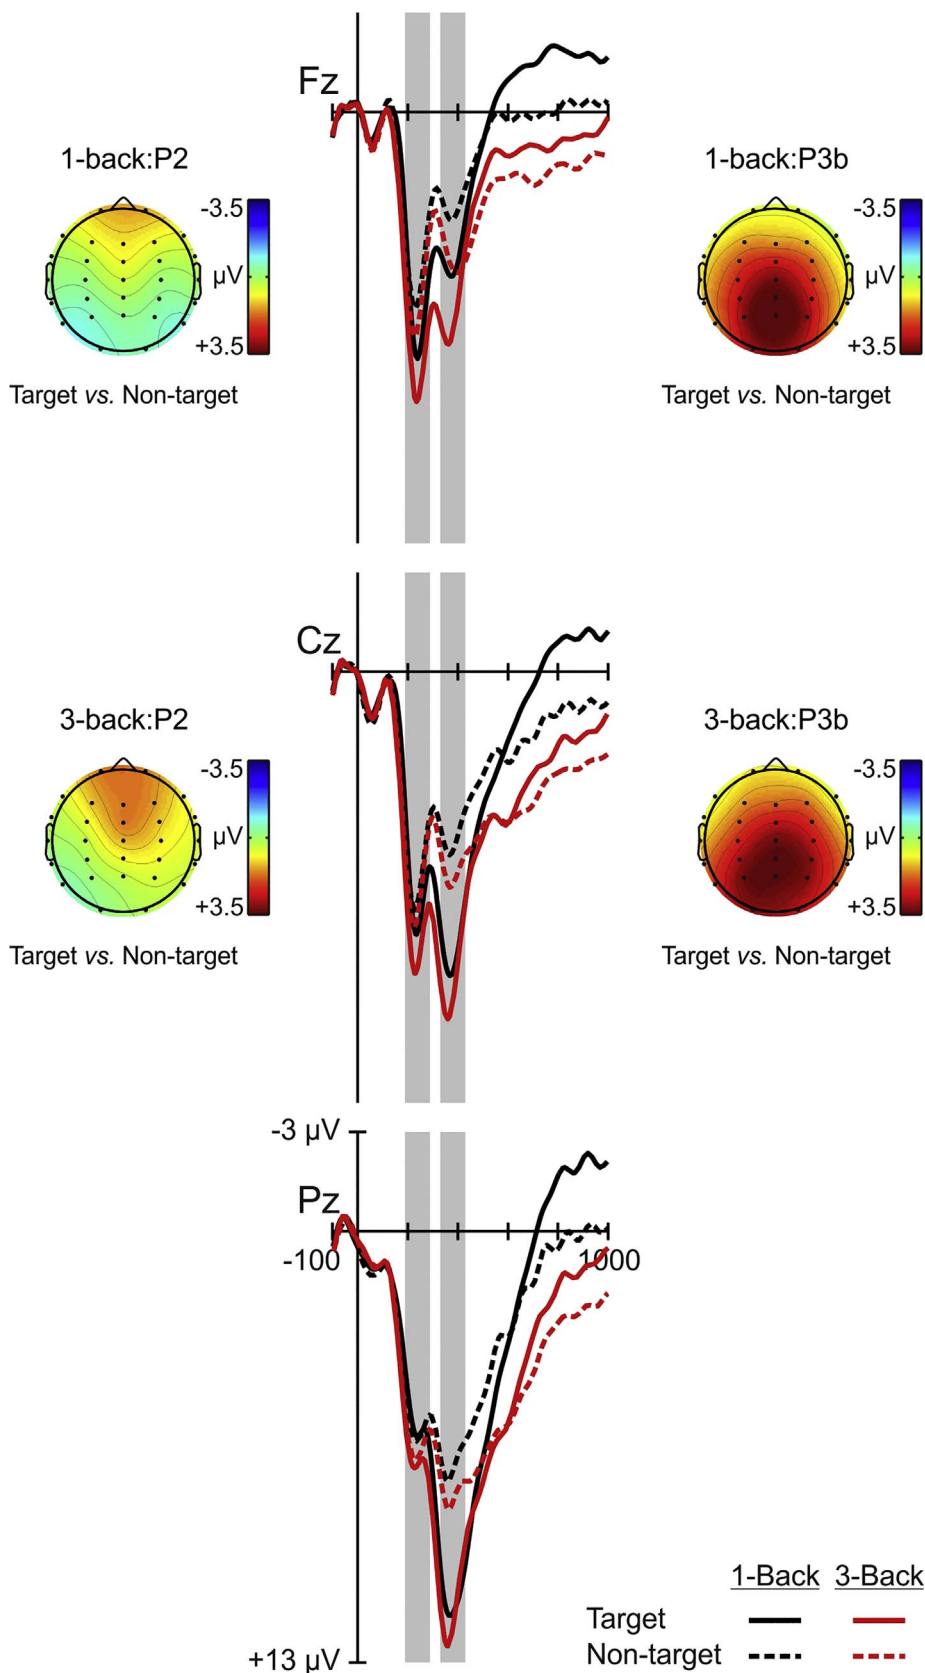 Fz
1-back:P2
-3.5
µV
+3.5
Target vs. Non-target
1-back:P3b
-3.5
µV
+3.5
Target vs. Non-target
Cz
3-back:P2
-3.5
µV
+3.5
Target vs. Non-target
3-back:P3b
-3.5
µV
+3.5
Target vs. Non-target
-3 µV
Pz
-100
1000
+13 µV
1-Back 3-Back
Target
Non-target